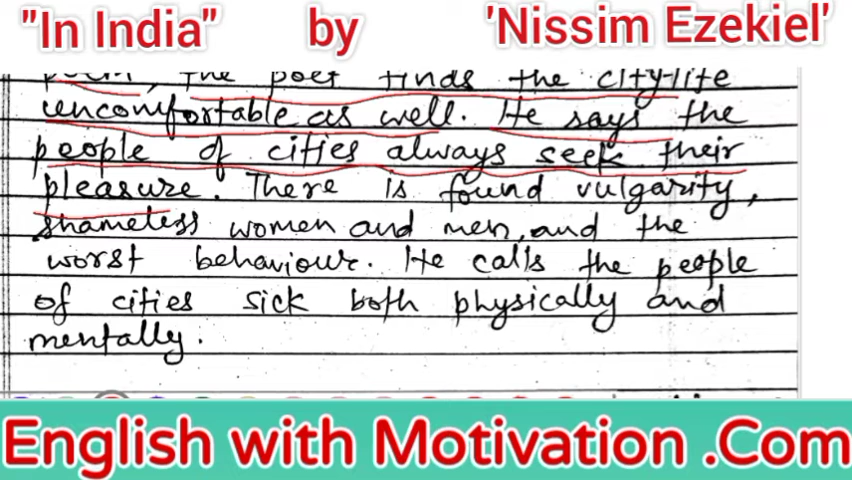 "In India" by 'Nissim Ezekiel'
poem, the poet finds the city-life
uncomfortable as well. He says the
people of cities always seek their
pleasure. There is found vulgarity,
shameless women and men, and the
worst behaviour. He calls the people
of cities sick both physically and
mentally.
English with Motivation .Com